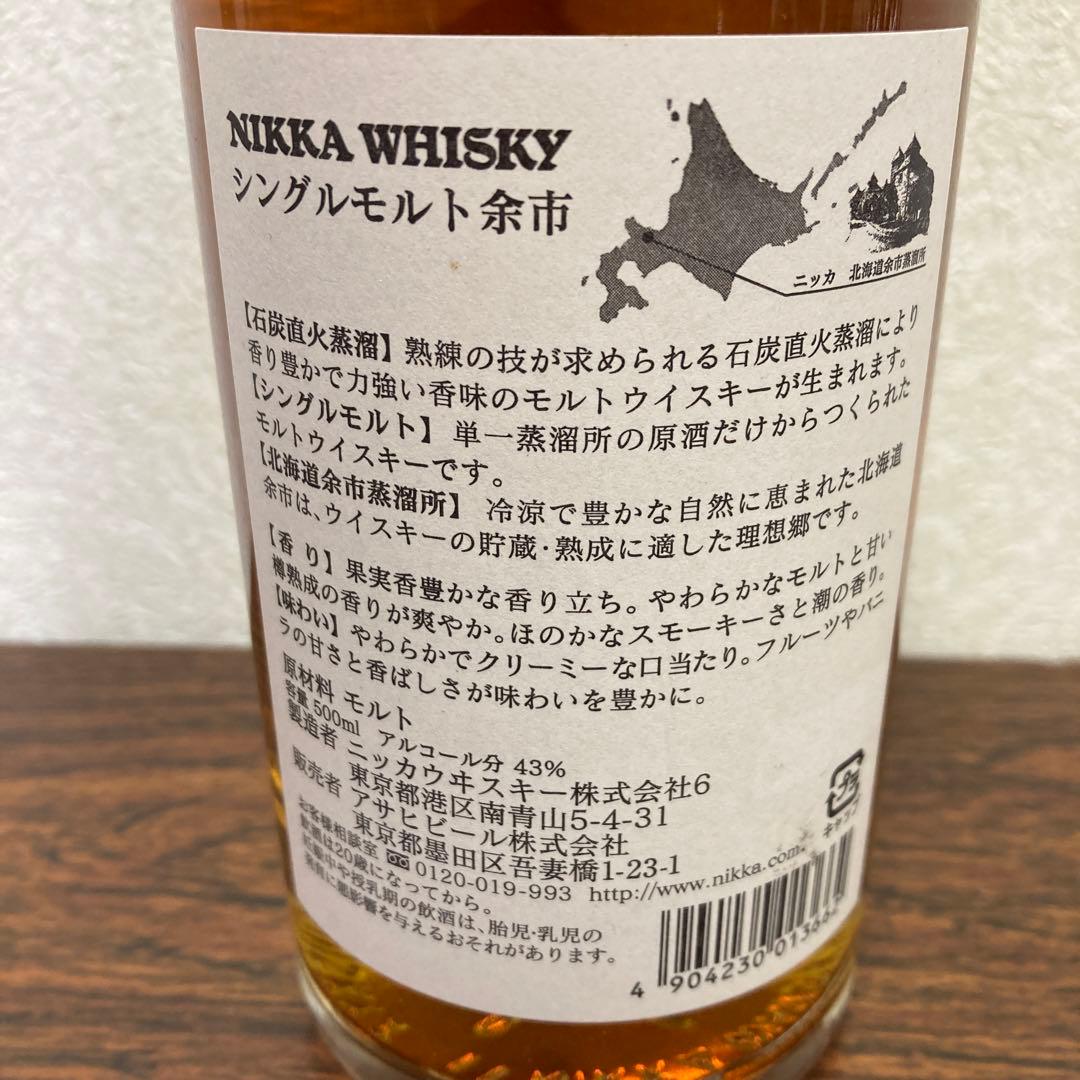 NIKKA WHISKY
シングルモルト余市
ニッカ 北海道余市蒸溜所
【石炭直火蒸溜】熟練の技が求められる石炭直火蒸溜により
香り豊かで力強い香味のモルトウイスキーが生まれます。
【シングルモルト】単一蒸溜所の原酒だけからつくられた
モルトウイスキーです。
【北海道余市蒸溜所】冷涼で豊かな自然に恵まれた北海道
余市は、ウイスキーの貯蔵・熟成に適した理想郷です。
【香り】果実香豊かな香り立ち。やわらかなモルトと甘い
樽熟成の香りが爽やか。ほのかなスモーキーさと潮の香り。
【味わい】やわらかでクリーミーな口当たり。フルーツやバニ
ラの甘さと香ばしさが味わいを豊かに。
原材料 モルト
容量 500ml アルコール分 43%
製造者 ニッカウヰスキー株式会社6
東京都港区南青山5-4-31
販売者 アサヒビール株式会社
東京都墨田区吾妻橋1-23-1
お客様相談室 0120-019-993 http://www.nikka.com
飲酒は20歳になってから。
妊娠中や授乳期の飲酒は、胎児・乳児の
発育に悪影響を与えるおそれがあります。
キャップ
4 904230 01366